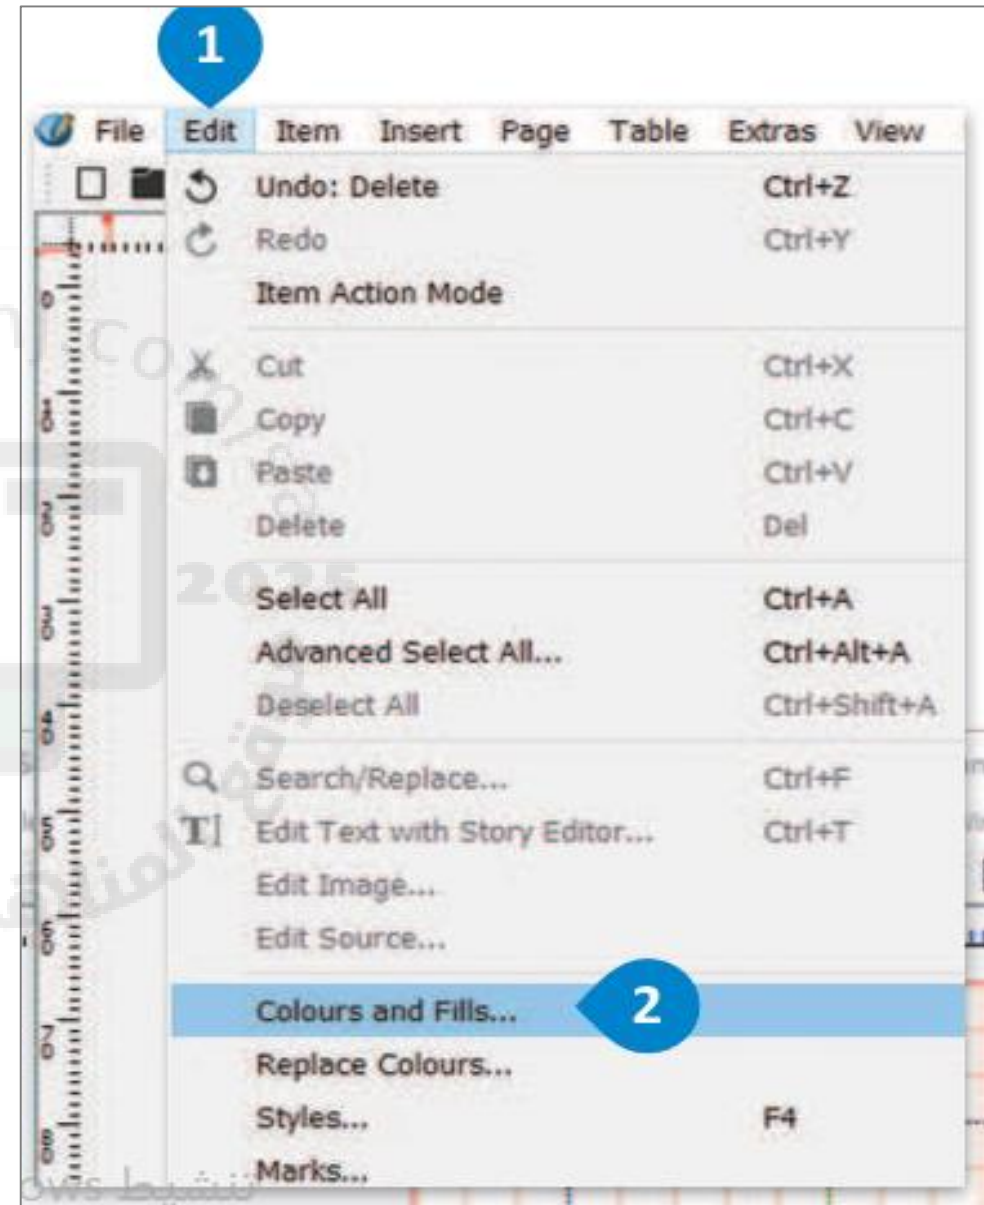 1
File Edit Item Insert Page Table Extras View
Undo: Delete Ctrl+Z
Redo Ctrl+Y
Item Action Mode
Cut Ctrl+X
Copy Ctrl+C
Paste Ctrl+V
Delete Del
2025
Select All Ctrl+A
Advanced Select All... Ctrl+Alt+A
Deselect All Ctrl+Shift+A
Search/Replace... Ctrl+F
Edit Text with Story Editor... Ctrl+T
Edit Image...
Edit Source...
Colours and Fills... 2
Replace Colours...
Styles... F4
Marks...